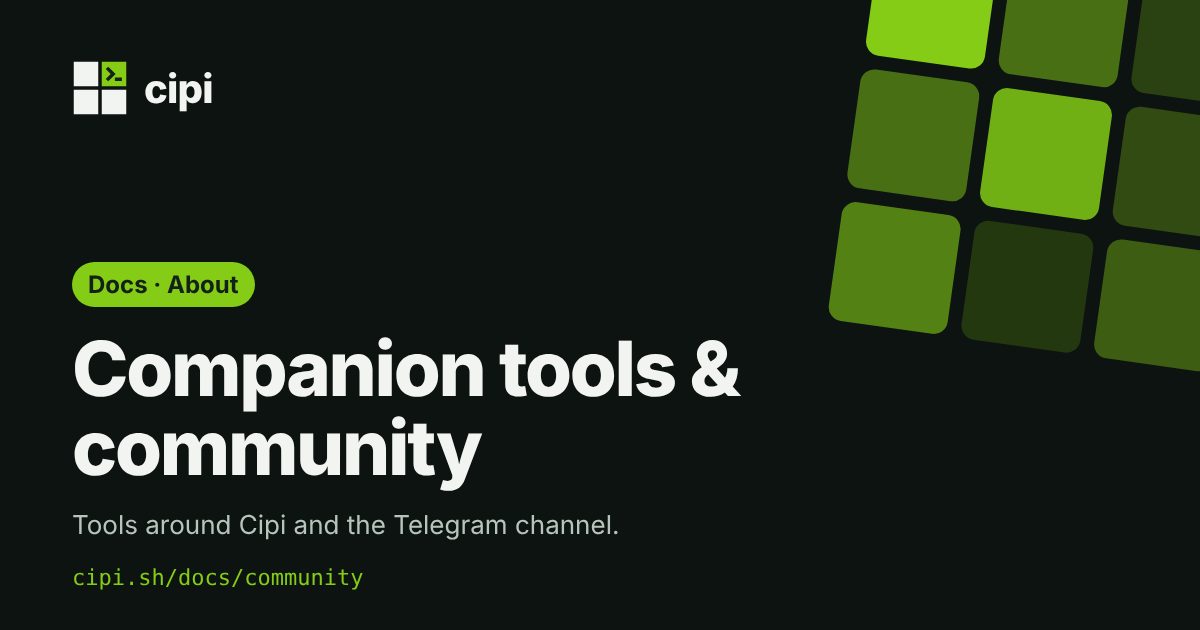 cipi
Docs · About
Companion tools &
community
Tools around Cipi and the Telegram channel.
cipi.sh/docs/community